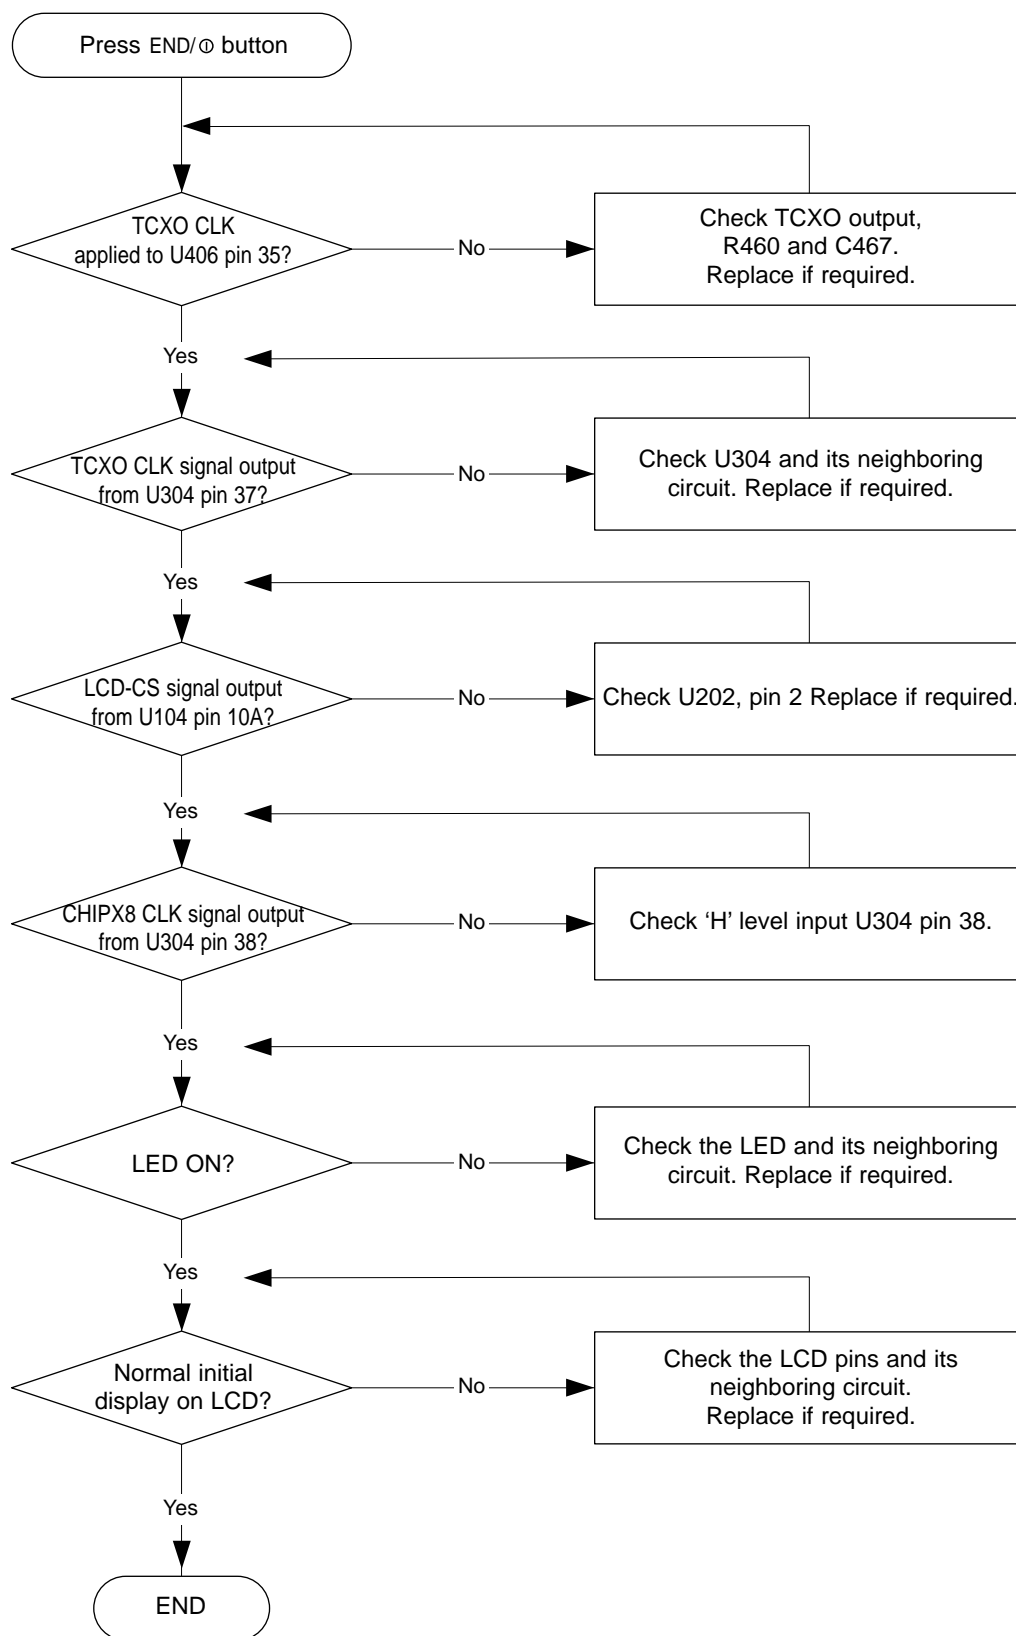 Press END/⏼ button
TCXO CLK
applied to U406 pin 35?
No
Check TCXO output,
R460 and C467.
Replace if required.
Yes
TCXO CLK signal output
from U304 pin 37?
No
Check U304 and its neighboring
circuit. Replace if required.
Yes
LCD-CS signal output
from U104 pin 10A?
No
Check U202, pin 2 Replace if required.
Yes
CHIPX8 CLK signal output
from U304 pin 38?
No
Check ‘H’ level input U304 pin 38.
Yes
LED ON?
No
Check the LED and its neighboring
circuit. Replace if required.
Yes
Normal initial
display on LCD?
No
Check the LCD pins and its
neighboring circuit.
Replace if required.
Yes
END